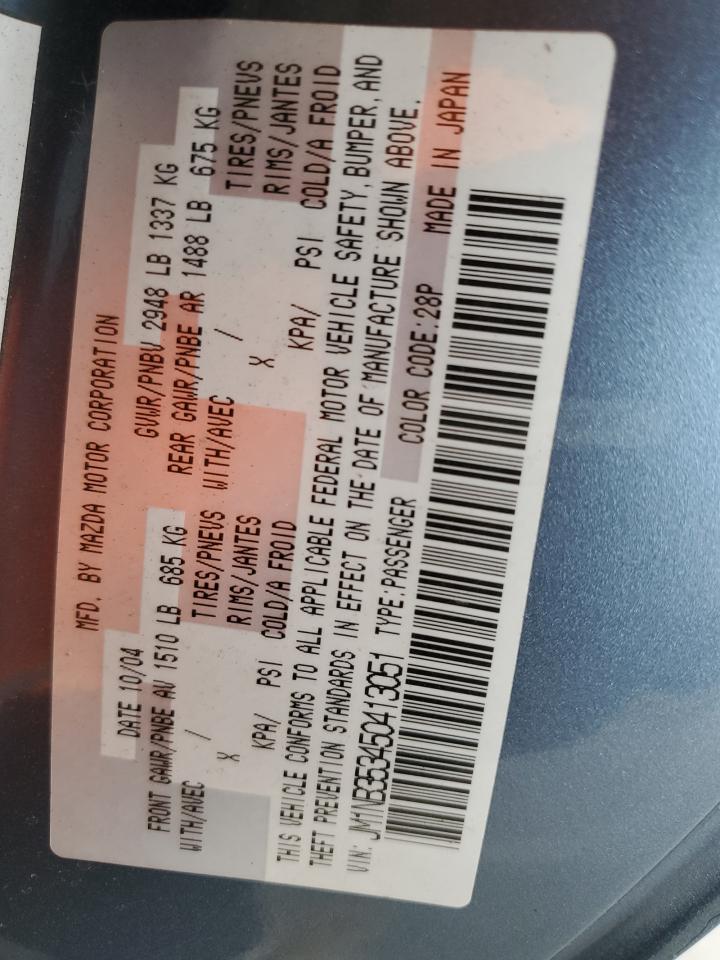 MFD. BY MAZDA MOTOR CORPORATION
DATE 10/04 GVWR/PNBV 2948 LB 1337 KG
FRONT GAWR/PNBE AV 1510 LB 685 KG REAR GAWR/PNBE AR 1488 LB 675 KG
WITH/AVEC / TIRES/PNEUS WITH/AVEC / TIRES/PNEUS
X RIMS/JANTES X RIMS/JANTES
KPA/ PSI COLD/A FROID KPA/ PSI COLD/A FROID
THIS VEHICLE CONFORMS TO ALL APPLICABLE FEDERAL MOTOR VEHICLE SAFETY, BUMPER, AND
THEFT PREVENTION STANDARDS IN EFFECT ON THE DATE OF MANUFACTURE SHOWN ABOVE.
VIN: JM1NB353450413051 TYPE:PASSENGER COLOR CODE:28P MADE IN JAPAN